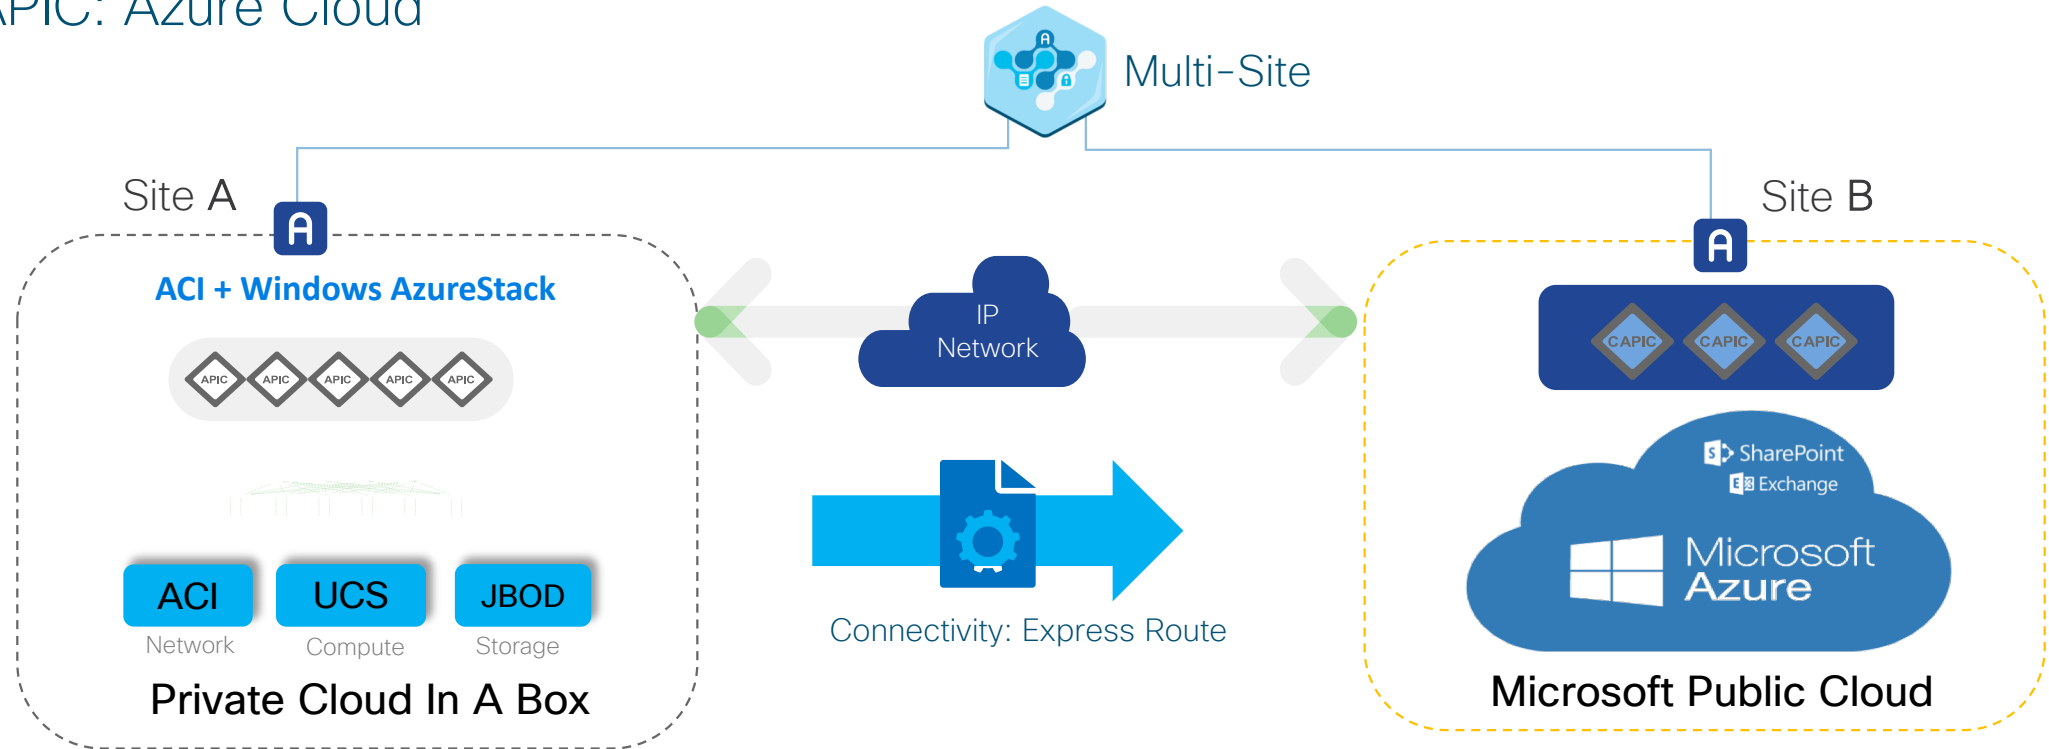 APIC: Azure Cloud
Multi-Site
Site A
Site B
ACI + Windows AzureStack
APIC APIC APIC APIC APIC
IP
Network
CAPIC CAPIC CAPIC
SharePoint
Exchange
Microsoft
Azure
ACI UCS JBOD
Network Compute Storage
Connectivity: Express Route
Private Cloud In A Box
Microsoft Public Cloud